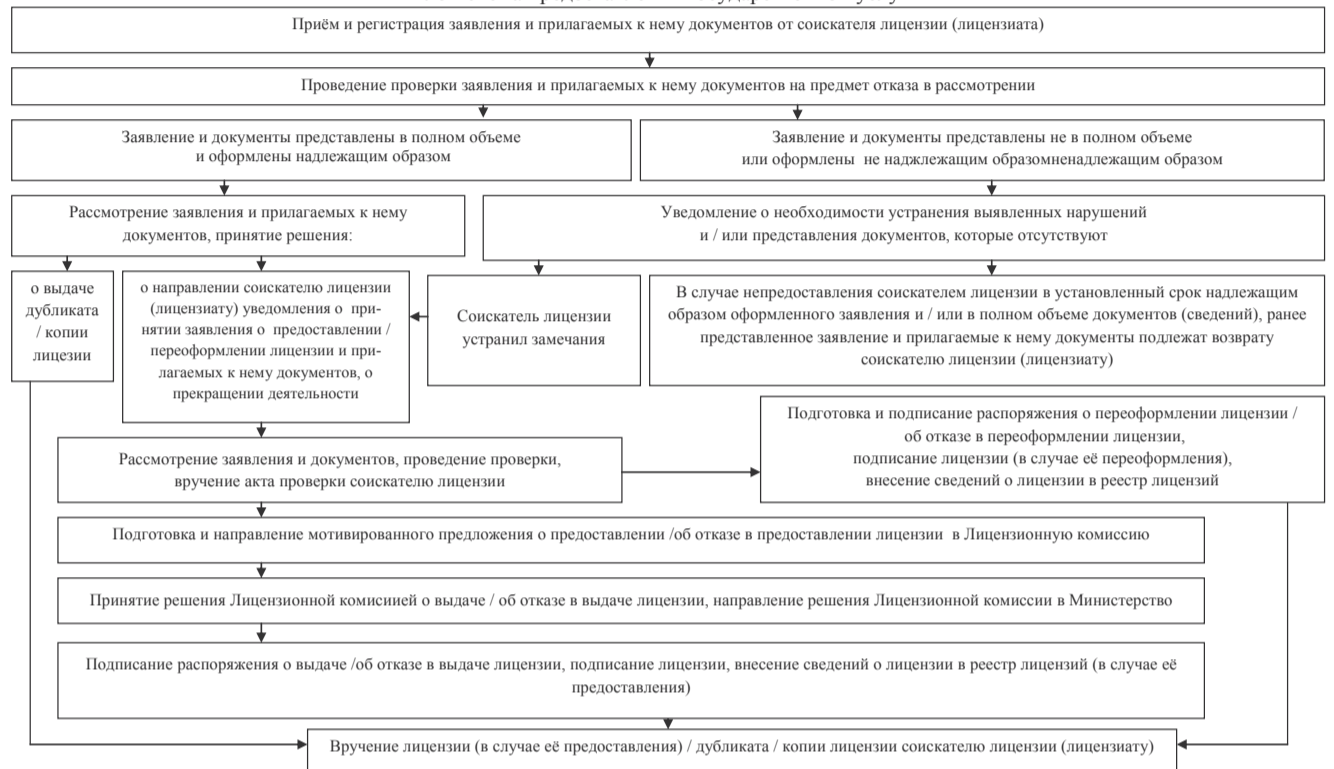 Приём и регистрация заявления и прилагаемых к нему документов от соискателя лицензии (лицензиата)
Проведение проверки заявления и прилагаемых к нему документов на предмет отказа в рассмотрении
Заявление и документы представлены в полном объеме
и оформлены надлежащим образом
Заявление и документы представлены не в полном объеме
или оформлены не наджлежащим образомненадлежащим образом
Рассмотрение заявления и прилагаемых к нему
документов, принятие решения:
Уведомление о необходимости устранения выявленных нарушений
и / или представления документов, которые отсутствуют
о выдаче
дубликата
/ копии
лицезии
о направлении соискателю лицензии
(лицензиату) уведомления о при-
нятии заявления о предоставлении /
переоформлении лицензии и при-
лагаемых к нему документов, о
прекращении деятельности
Соискатель лицензии
устранил замечания
В случае непредоставления соискателем лицензии в установленный срок надлежащим
образом оформленного заявления и / или в полном объеме документов (сведений), ранее
представленное заявление и прилагаемые к нему документы подлежат возврату
соискателю лицензии (лицензиату)
Подготовка и подписание распоряжения о переоформлении лицензии /
об отказе в переоформлении лицензии,
подписание лицензии (в случае её переоформления),
внесение сведений о лицензии в реестр лицензий
Рассмотрение заявления и документов, проведение проверки,
вручение акта проверки соискателю лицензии
Подготовка и направление мотивированного предложения о предоставлении /об отказе в предоставлении лицензии в Лицензионную комиссию
Принятие решения Лицензионной комисиией о выдаче / об отказе в выдаче лицензии, направление решения Лицензионной комиссии в Министерство
Подписание распоряжения о выдаче /об отказе в выдаче лицензии, подписание лицензии, внесение сведений о лицензии в реестр лицензий (в случае её
предоставления)
Вручение лицензии (в случае её предоставления) / дубликата / копии лицензии соискателю лицензии (лицензиату)